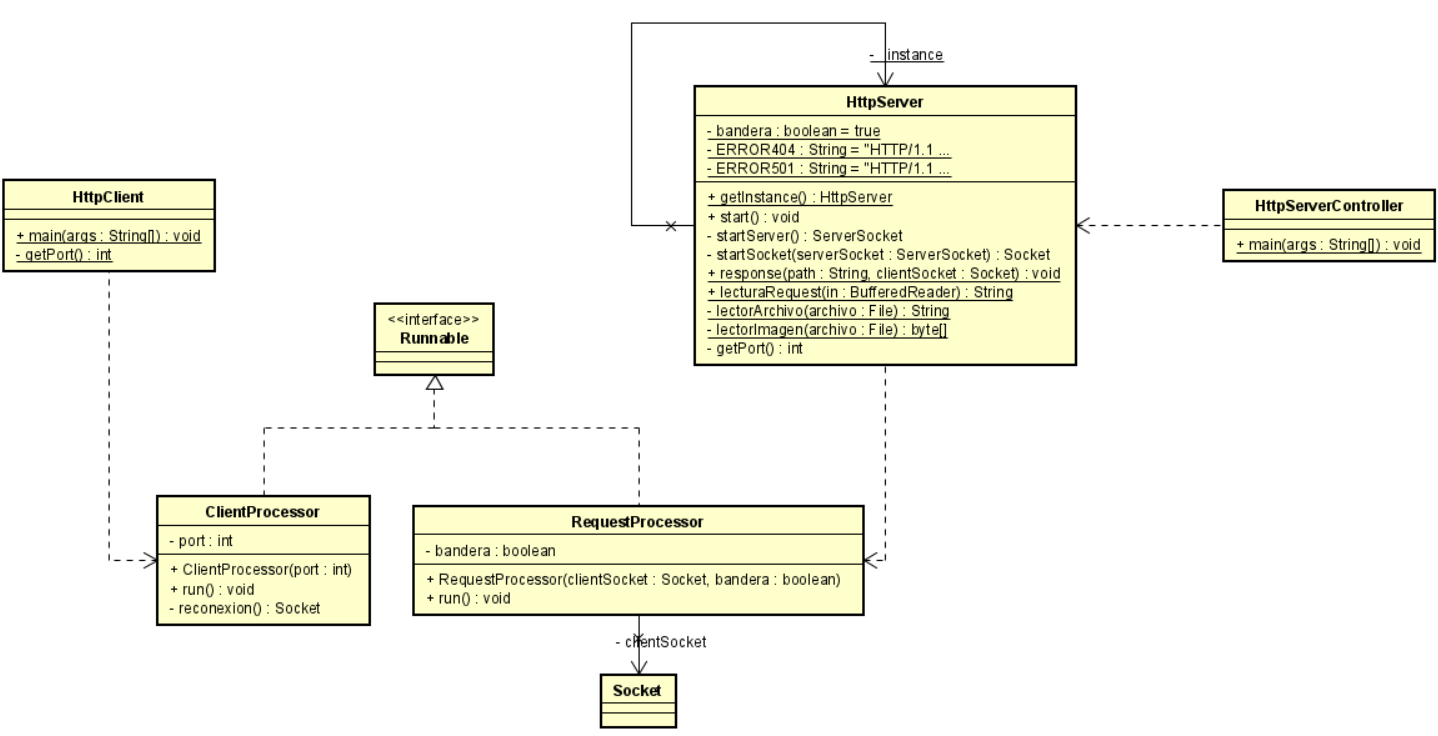 - _instance
HttpServer
- bandera : boolean = true
- ERROR404 : String = "HTTP/1.1 ...
- ERROR501 : String = "HTTP/1.1 ...
+ getInstance() : HttpServer
+ start() : void
- startServer() : ServerSocket
- startSocket(serverSocket : ServerSocket) : Socket
+ response(path : String, clientSocket : Socket) : void
+ lecturaRequest(in : BufferedReader) : String
- lectorArchivo(archivo : File) : String
- lectorImagen(archivo : File) : byte[]
- getPort() : int
HttpClient
+ main(args : String[]) : void
- getPort() : int
HttpServerController
+ main(args : String[]) : void
<<interface>>
Runnable
ClientProcessor
- port : int
+ ClientProcessor(port : int)
+ run() : void
- reconexion() : Socket
RequestProcessor
- bandera : boolean
+ RequestProcessor(clientSocket : Socket, bandera : boolean)
+ run() : void
- clientSocket
Socket